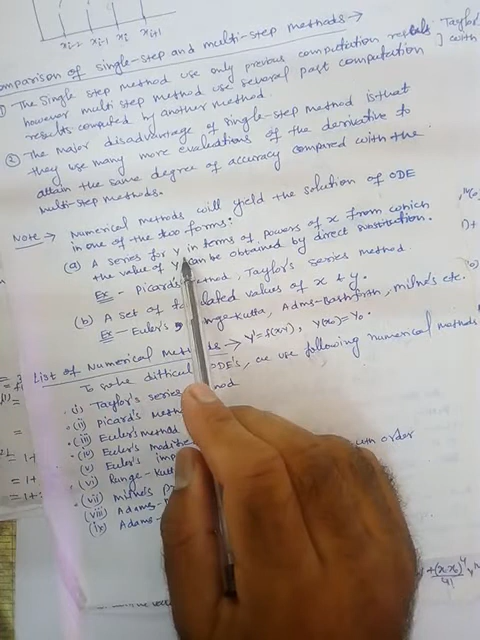 xi-2 xi-1 xi xi+1
omparison of single-step and multi-step methods →
① The Single step method use only previous computation results. Taylor
however multi step method use several past computation ] with
results computed by another method.
② The major disadvantage of single-step method is that
they use many more evaluations of the derivative to
attain the same degree of accuracy compared with the
multi-step methods.
Note → Numerical methods will yield the solution of ODE
in one of the two forms:
(a) A series for y in terms of powers of x from which
the value of can be obtained by direct substitution.
Ex - Picard's method, Taylor's series method.
(b) A set of values of x & y.
Ex - Euler's Kutta, Adms-Bashforth, milne's etc.
List of Numerical → y' = f(x,y), y(x0) = y0.
To solve difficult ODE's, we use following numerical methods
(i) Taylor's series
(ii) Picard's
(iii) Euler's method
(iv) Euler's
(v) Euler's
(vi) Runge-
order
(vii) milne's
(viii) Adams-
(ix) Adams-